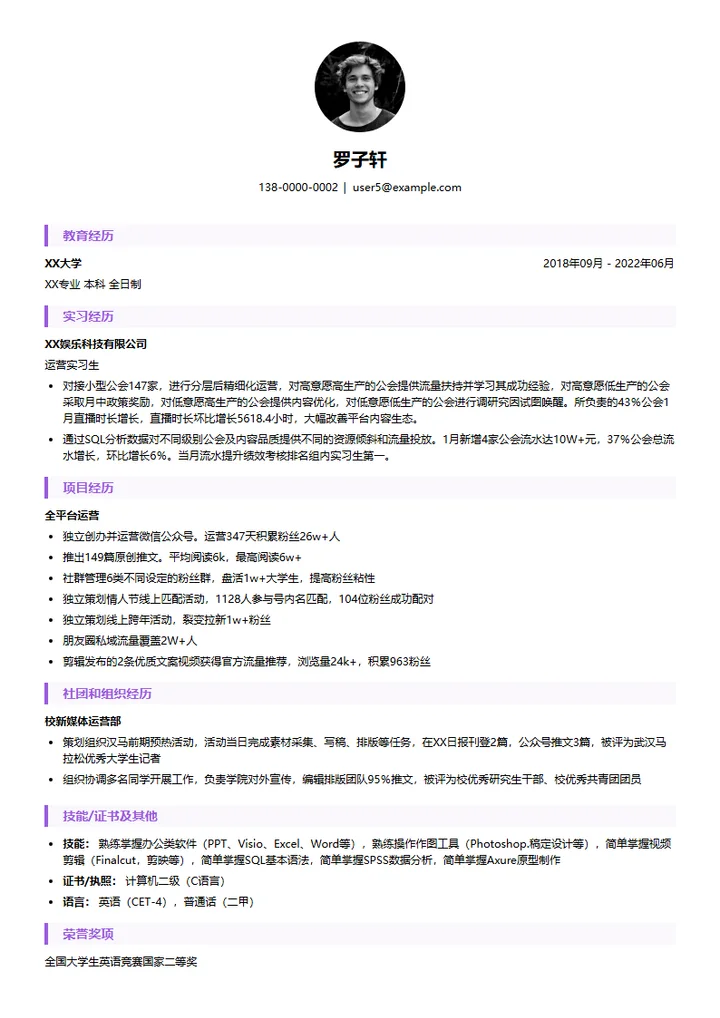 罗子轩
138-0000-0002 | user5@example.com
教育经历
XX大学 2018年09月 - 2022年06月
XX专业 本科 全日制
实习经历
XX娱乐科技有限公司
运营实习生
• 对接小型公会147家，进行分层后精细化运营，对高意愿高生产的公会提供流量扶持并学习其成功经验，对高意愿低生产的公会
采取月中政策奖励，对低意愿高生产的公会提供内容优化，对低意愿低生产的公会进行调研究因试图唤醒。所负责的43%公会1
月直播时长增长，直播时长环比增长5618.4小时，大幅改善平台内容生态。
• 通过SQL分析数据对不同级别公会及内容品质提供不同的资源倾斜和流量投放。1月新增4家公会流水达10W+元，37%公会总流
水增长，环比增长6%。当月流水提升绩效考核排名组内实习生第一。
项目经历
全平台运营
• 独立创办并运营微信公众号。运营347天积累粉丝26w+人
• 推出149篇原创推文。平均阅读6k，最高阅读6w+
• 社群管理6类不同设定的粉丝群，盘活1w+大学生，提高粉丝粘性
• 独立策划情人节线上匹配活动，1128人参与号内名匹配，104位粉丝成功配对
• 独立策划线上跨年活动，裂变拉新1w+粉丝
• 朋友圈私域流量覆盖2W+人
• 剪辑发布的2条优质文案视频获得官方流量推荐，浏览量24k+，积累963粉丝
社团和组织经历
校新媒体运营部
• 策划组织汉马前期预热活动，活动当日完成素材采集、写稿、排版等任务，在XX日报刊登2篇，公众号推文3篇，被评为武汉马
拉松优秀大学生记者
• 组织协调多名同学开展工作，负责学院对外宣传，编辑排版团队95%推文，被评为校优秀研究生干部、校优秀共青团团员
技能/证书及其他
• 技能： 熟练掌握办公类软件（PPT、Visio、Excel、Word等），熟练操作作图工具（Photoshop.稿定设计等），简单掌握视频
剪辑（Finalcut，剪映等），简单掌握SQL基本语法，简单掌握SPSS数据分析，简单掌握Axure原型制作
• 证书/执照： 计算机二级（C语言）
• 语言： 英语（CET-4），普通话（二甲）
荣誉奖项
全国大学生英语竞赛国家二等奖